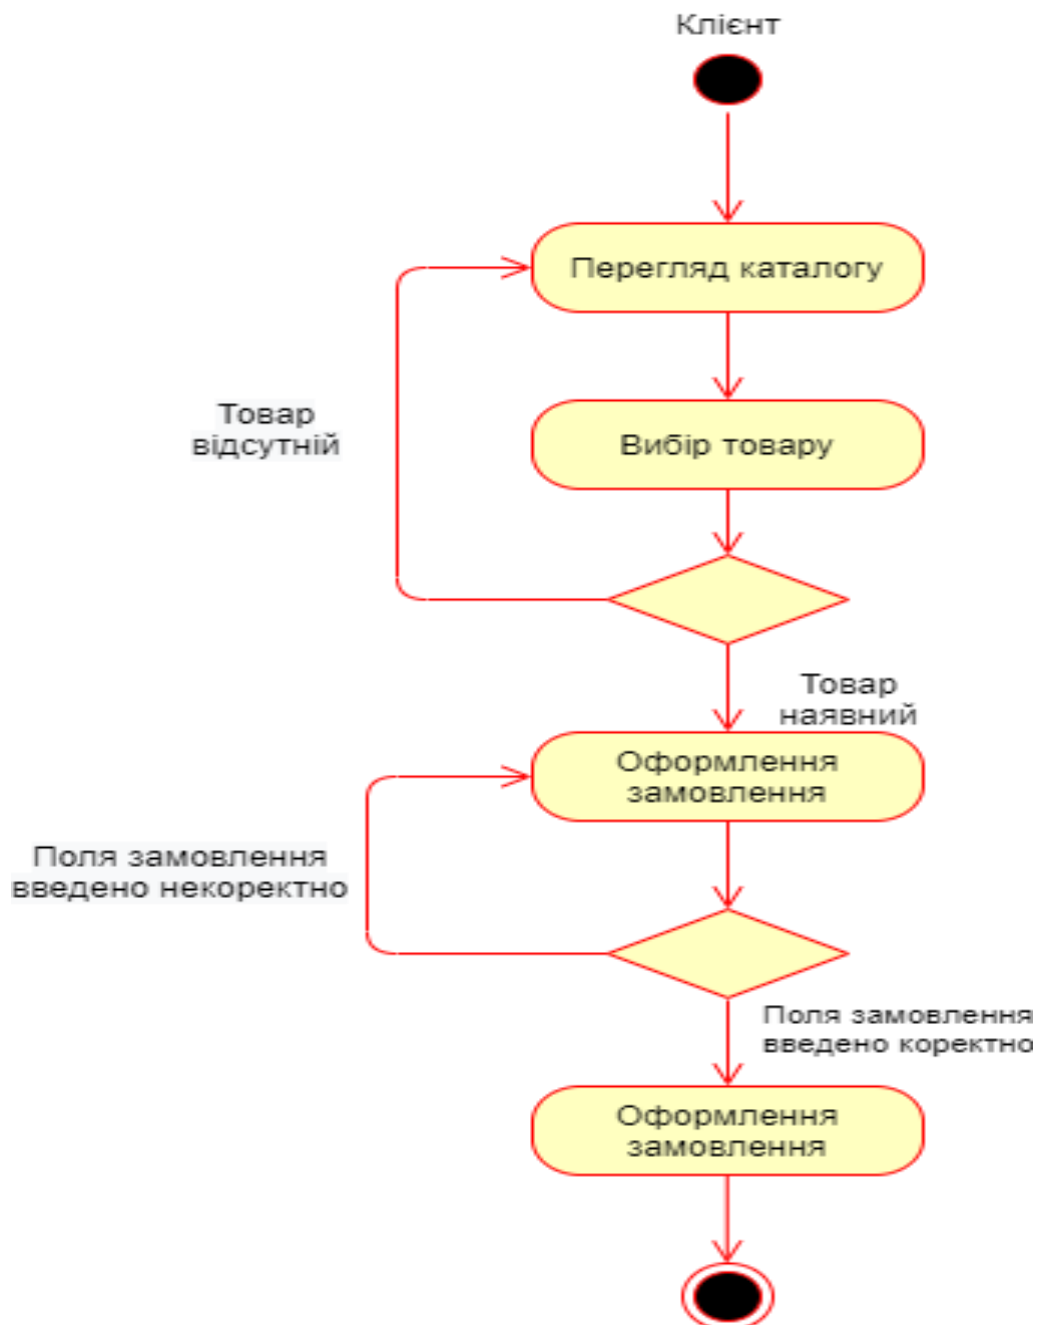 Клієнт
Перегляд каталогу
Товар
відсутній
Вибір товару
Товар
наявний
Оформлення
замовлення
Поля замовлення
введено некоректно
Поля замовлення
введено коректно
Оформлення
замовлення